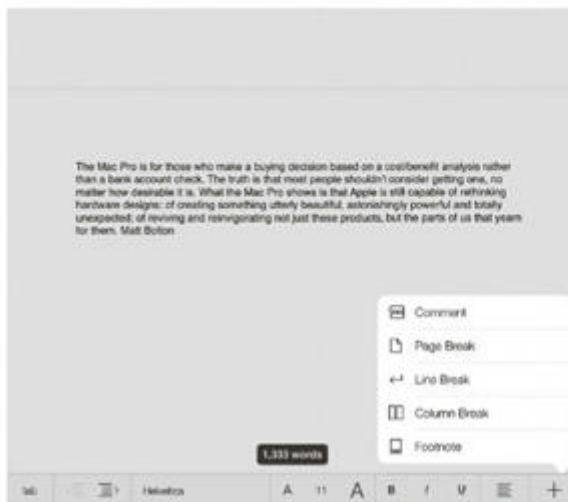 The Mac Pro is for those who make a buying decision based on a cost/benefit analysis rather
than a bank account check. The truth is that most people shouldn't consider getting one, no
matter how desirable it is. What the Mac Pro shows is that Apple is still capable of rethinking
hardware designs: of creating something utterly beautiful, astonishingly powerful and totally
unexpected; of reviving and reinvigorating not just these products, but the parts of us that yearn
for them. Matt Bolton
Comment
Page Break
Line Break
Column Break
Footnote
1,333 words
tab Helvetica A 11 A B I U